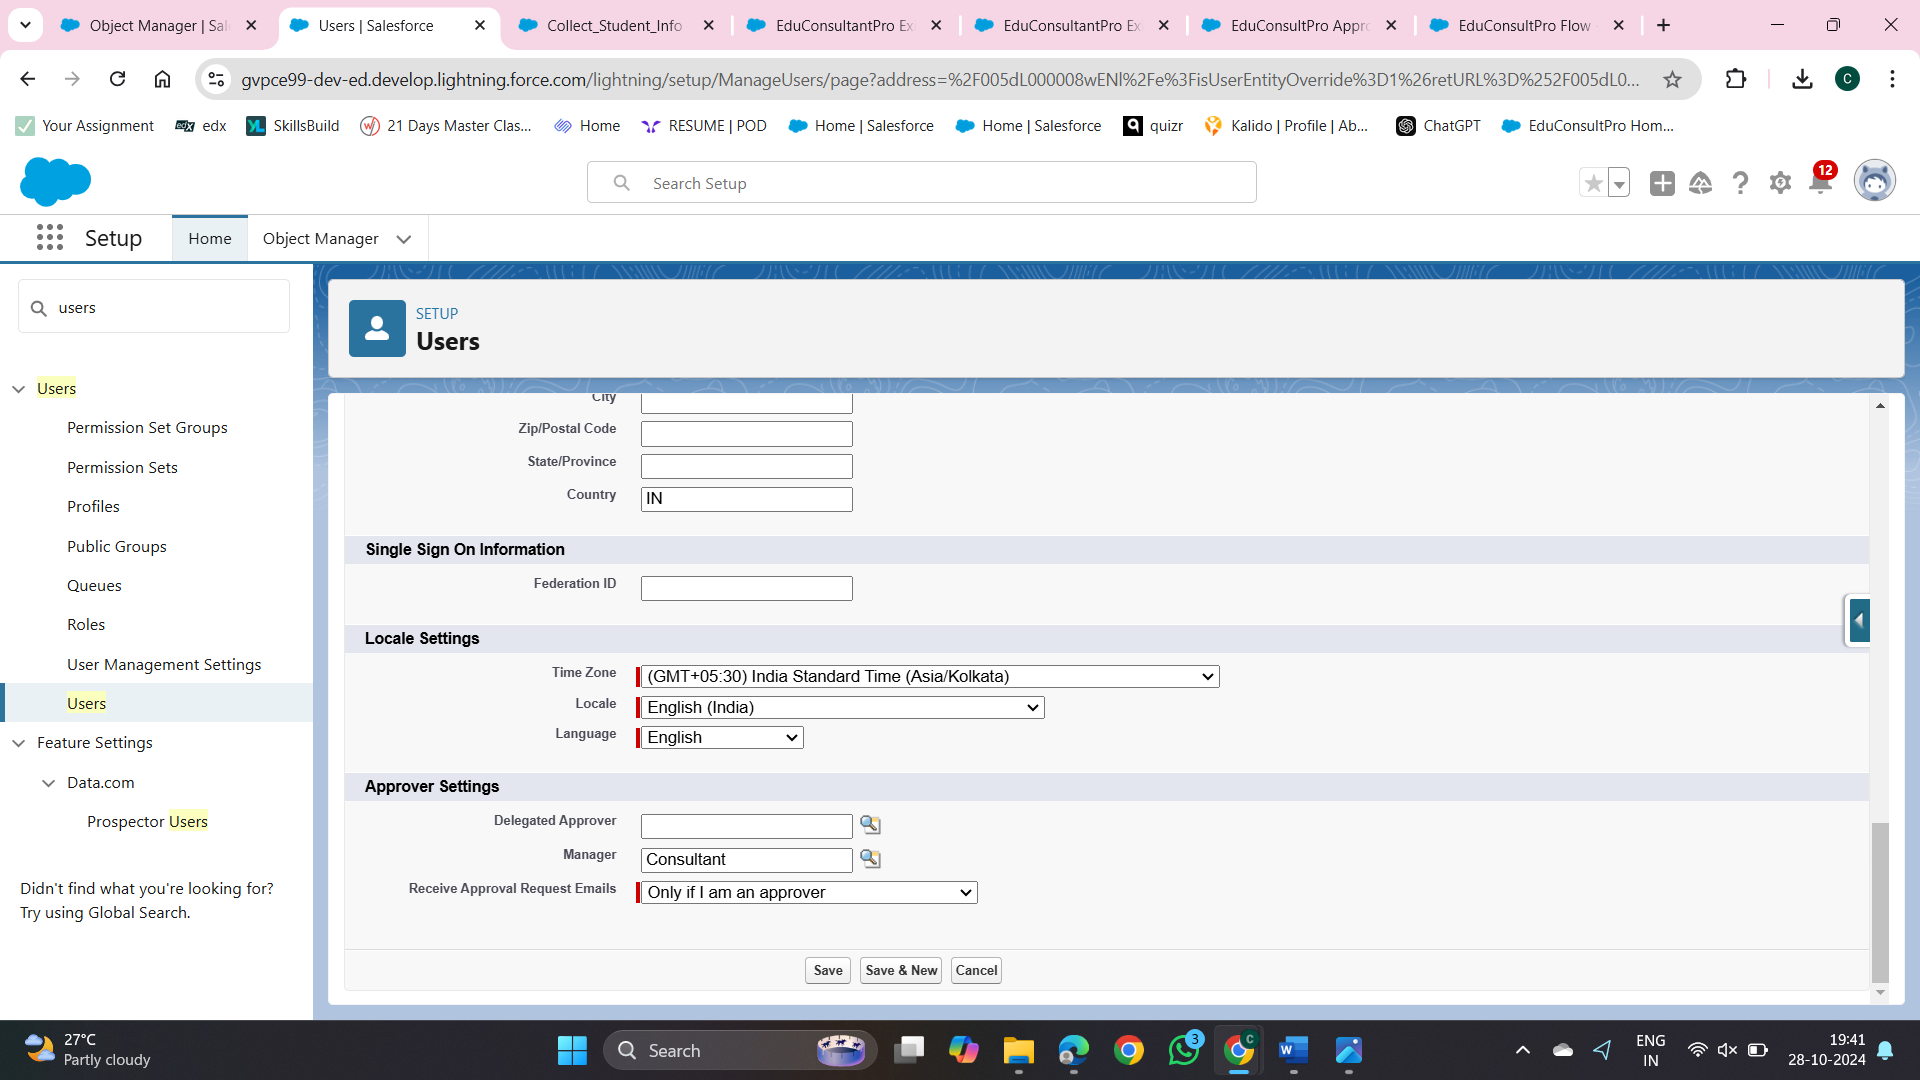 Object Manager | Sal
Users | Salesforce
Collect_Student_Info
EduConsultantPro Ex
EduConsultantPro Ex
EduConsultPro Appro
EduConsultPro Flow
gvpce99-dev-ed.develop.lightning.force.com/lightning/setup/ManageUsers/page?address=%2F005dL000008wENl%2Fe%3FisUserEntityOverride%3D1%26retURL%3D%252F005dL0...
C
Your Assignment
edx
SkillsBuild
21 Days Master Clas...
Home
RESUME | POD
Home | Salesforce
Home | Salesforce
quizr
Kalido | Profile | Ab...
ChatGPT
EduConsultPro Hom...
Search Setup
12
Setup
Home
Object Manager
users
Users
Permission Set Groups
Permission Sets
Profiles
Public Groups
Queues
Roles
User Management Settings
Users
Feature Settings
Data.com
Prospector Users
Didn't find what you're looking for?
Try using Global Search.
SETUP
Users
City
Zip/Postal Code
State/Province
Country IN
Single Sign On Information
Federation ID
Locale Settings
Time Zone (GMT+05:30) India Standard Time (Asia/Kolkata)
Locale English (India)
Language English
Approver Settings
Delegated Approver
Manager Consultant
Receive Approval Request Emails Only if I am an approver
Save Save & New Cancel
27°C
Partly cloudy
Search
3
C
ENG
IN
19:41
28-10-2024